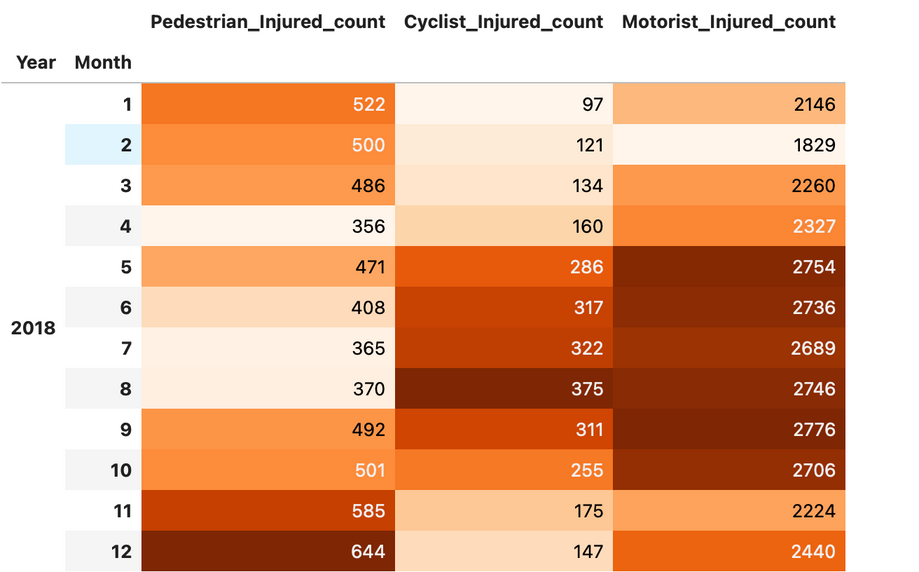 Pedestrian_Injured_count Cyclist_Injured_count Motorist_Injured_count
Year Month
1 522 97 2146
2 500 121 1829
3 486 134 2260
4 356 160 2327
5 471 286 2754
6 408 317 2736
2018
7 365 322 2689
8 370 375 2746
9 492 311 2776
10 501 255 2706
11 585 175 2224
12 644 147 2440